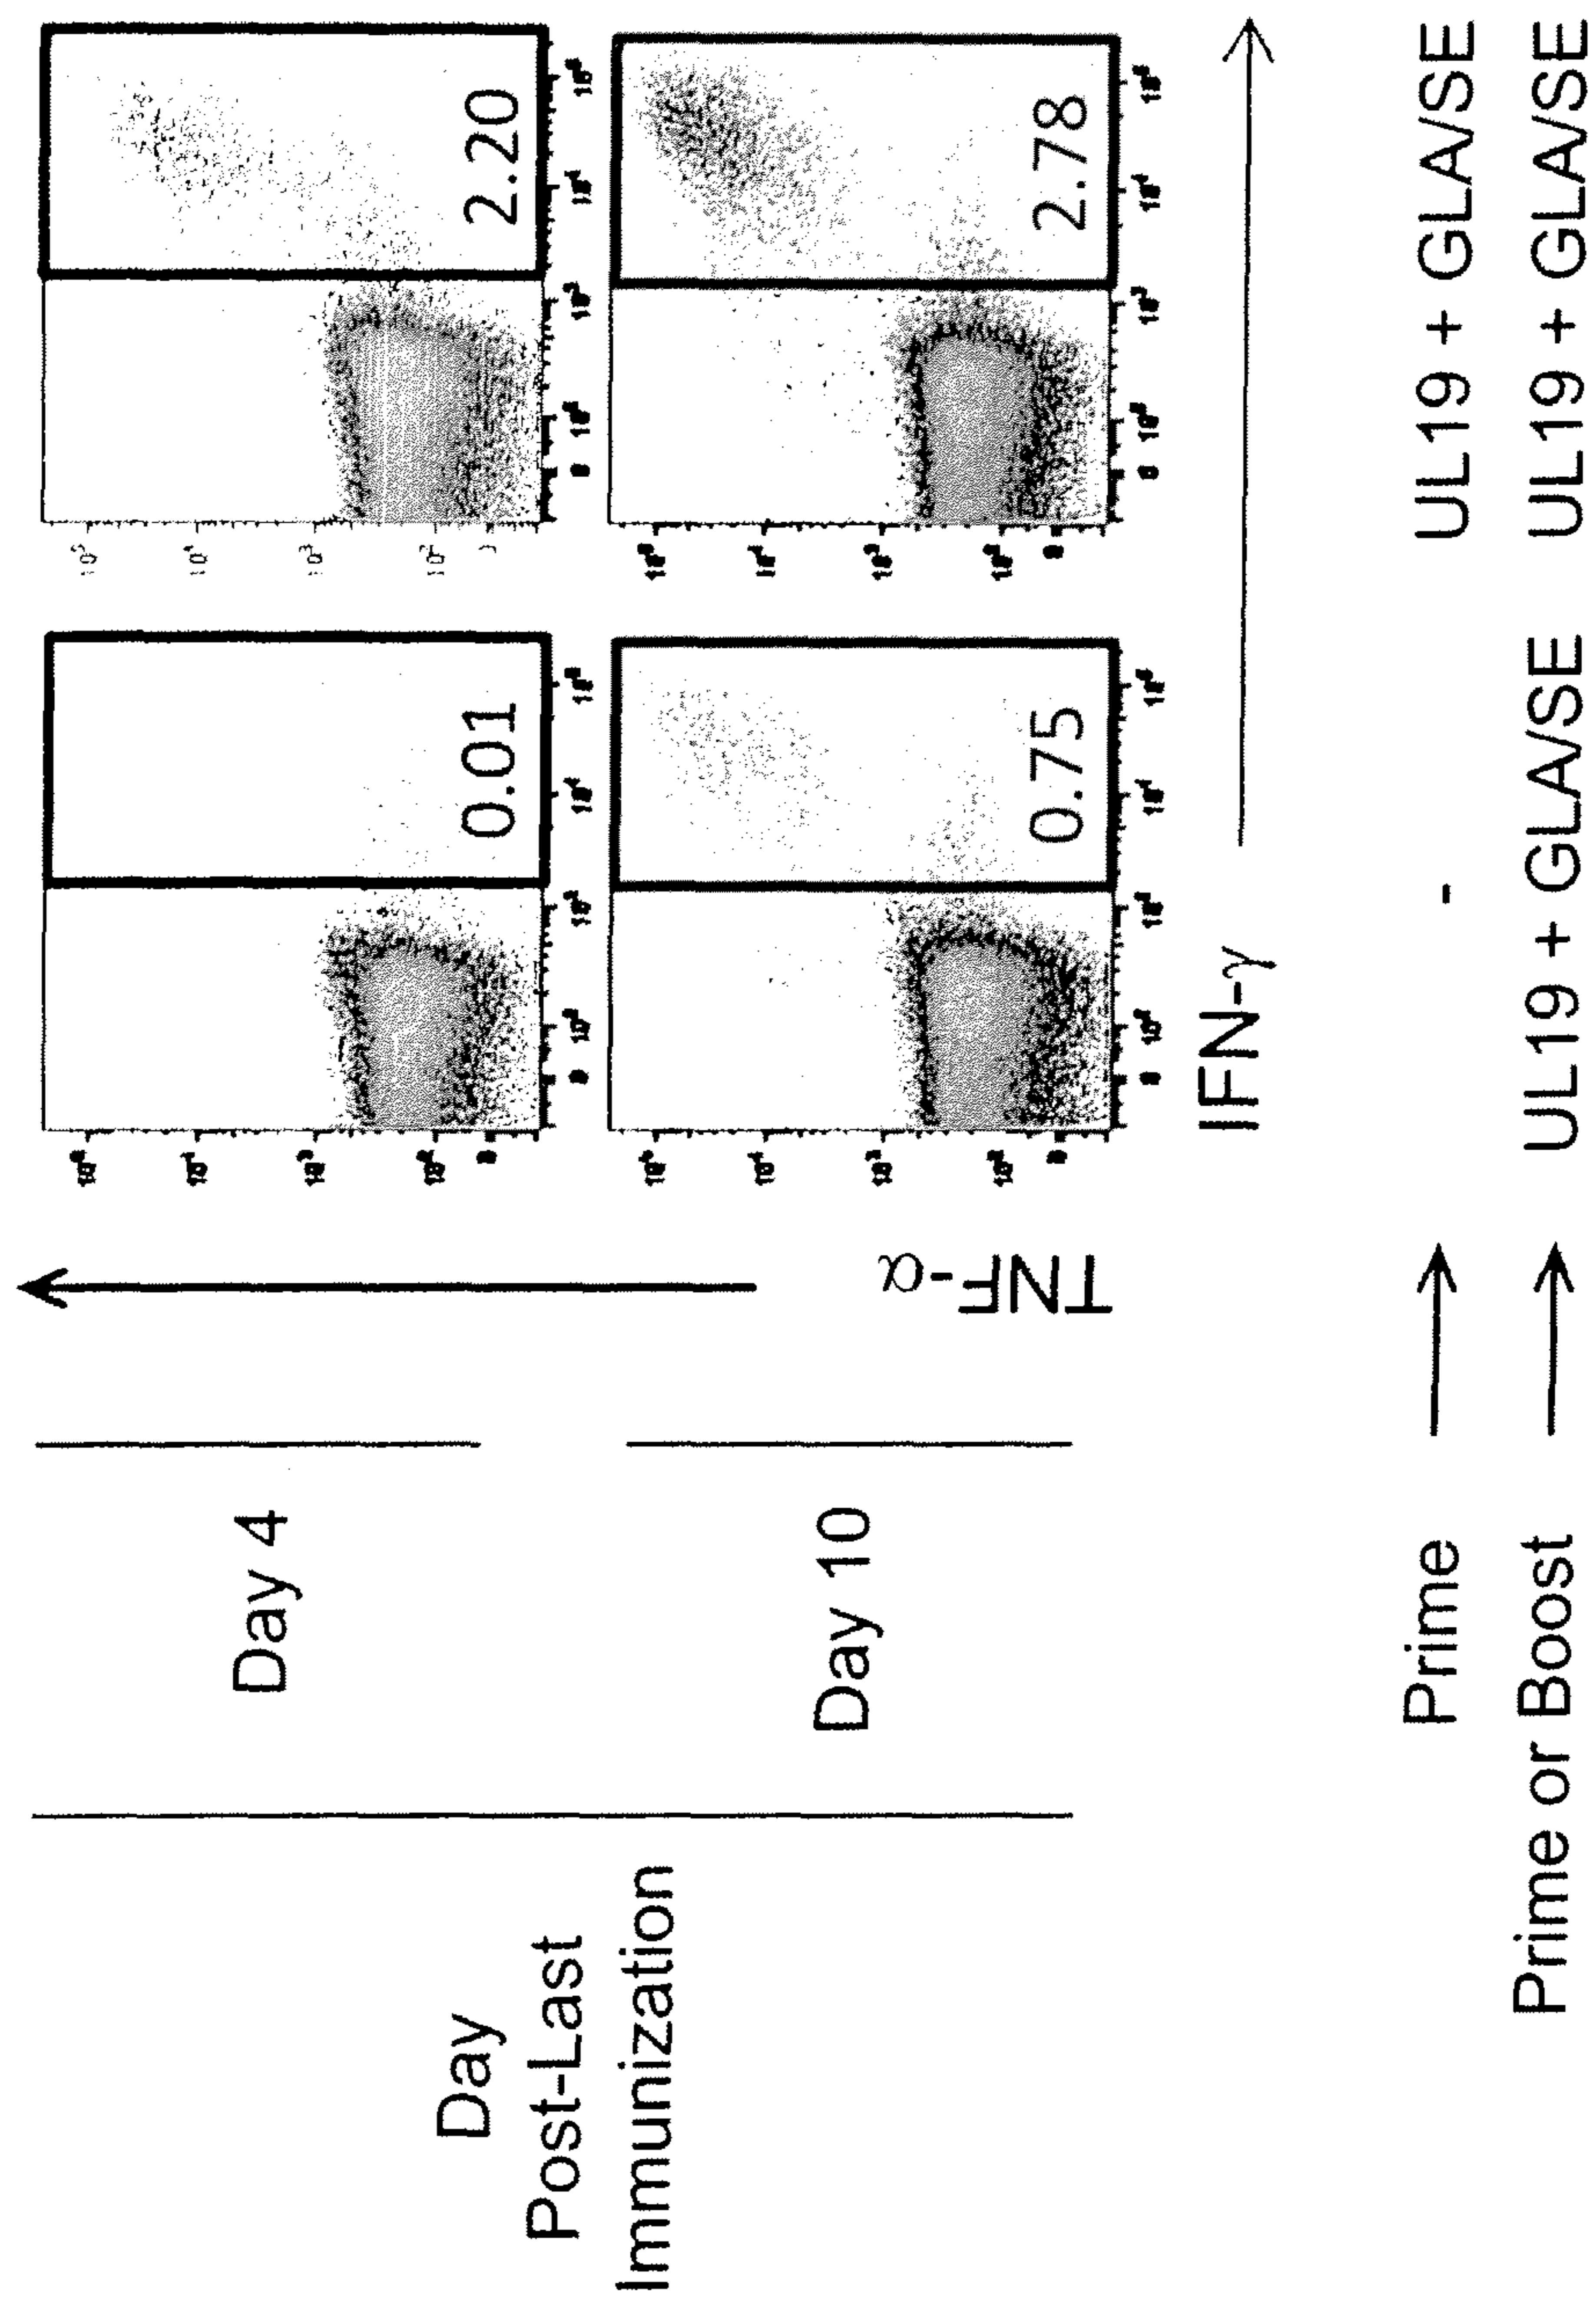 Day
Post-Last
Immunization
Day 4
Day 10
TNF-α
0.01
2.20
0.75
2.78
IFN-γ
Prime - UL19 + GLA/SE
Prime or Boost UL19 + GLA/SE UL19 + GLA/SE